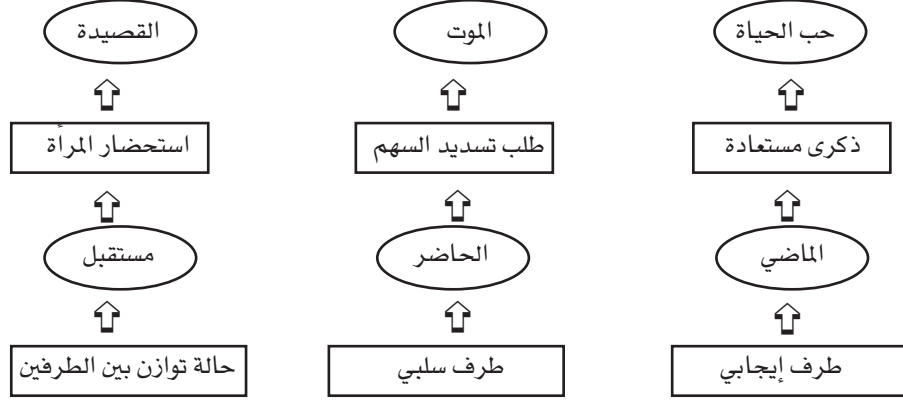 حب الحياة
الموت
القصيدة
ذكرى مستعادة
طلب تسديد السهم
استحضار المرأة
الماضي
الحاضر
مستقبل
طرف إيجابي
طرف سلبي
حالة توازن بين الطرفين